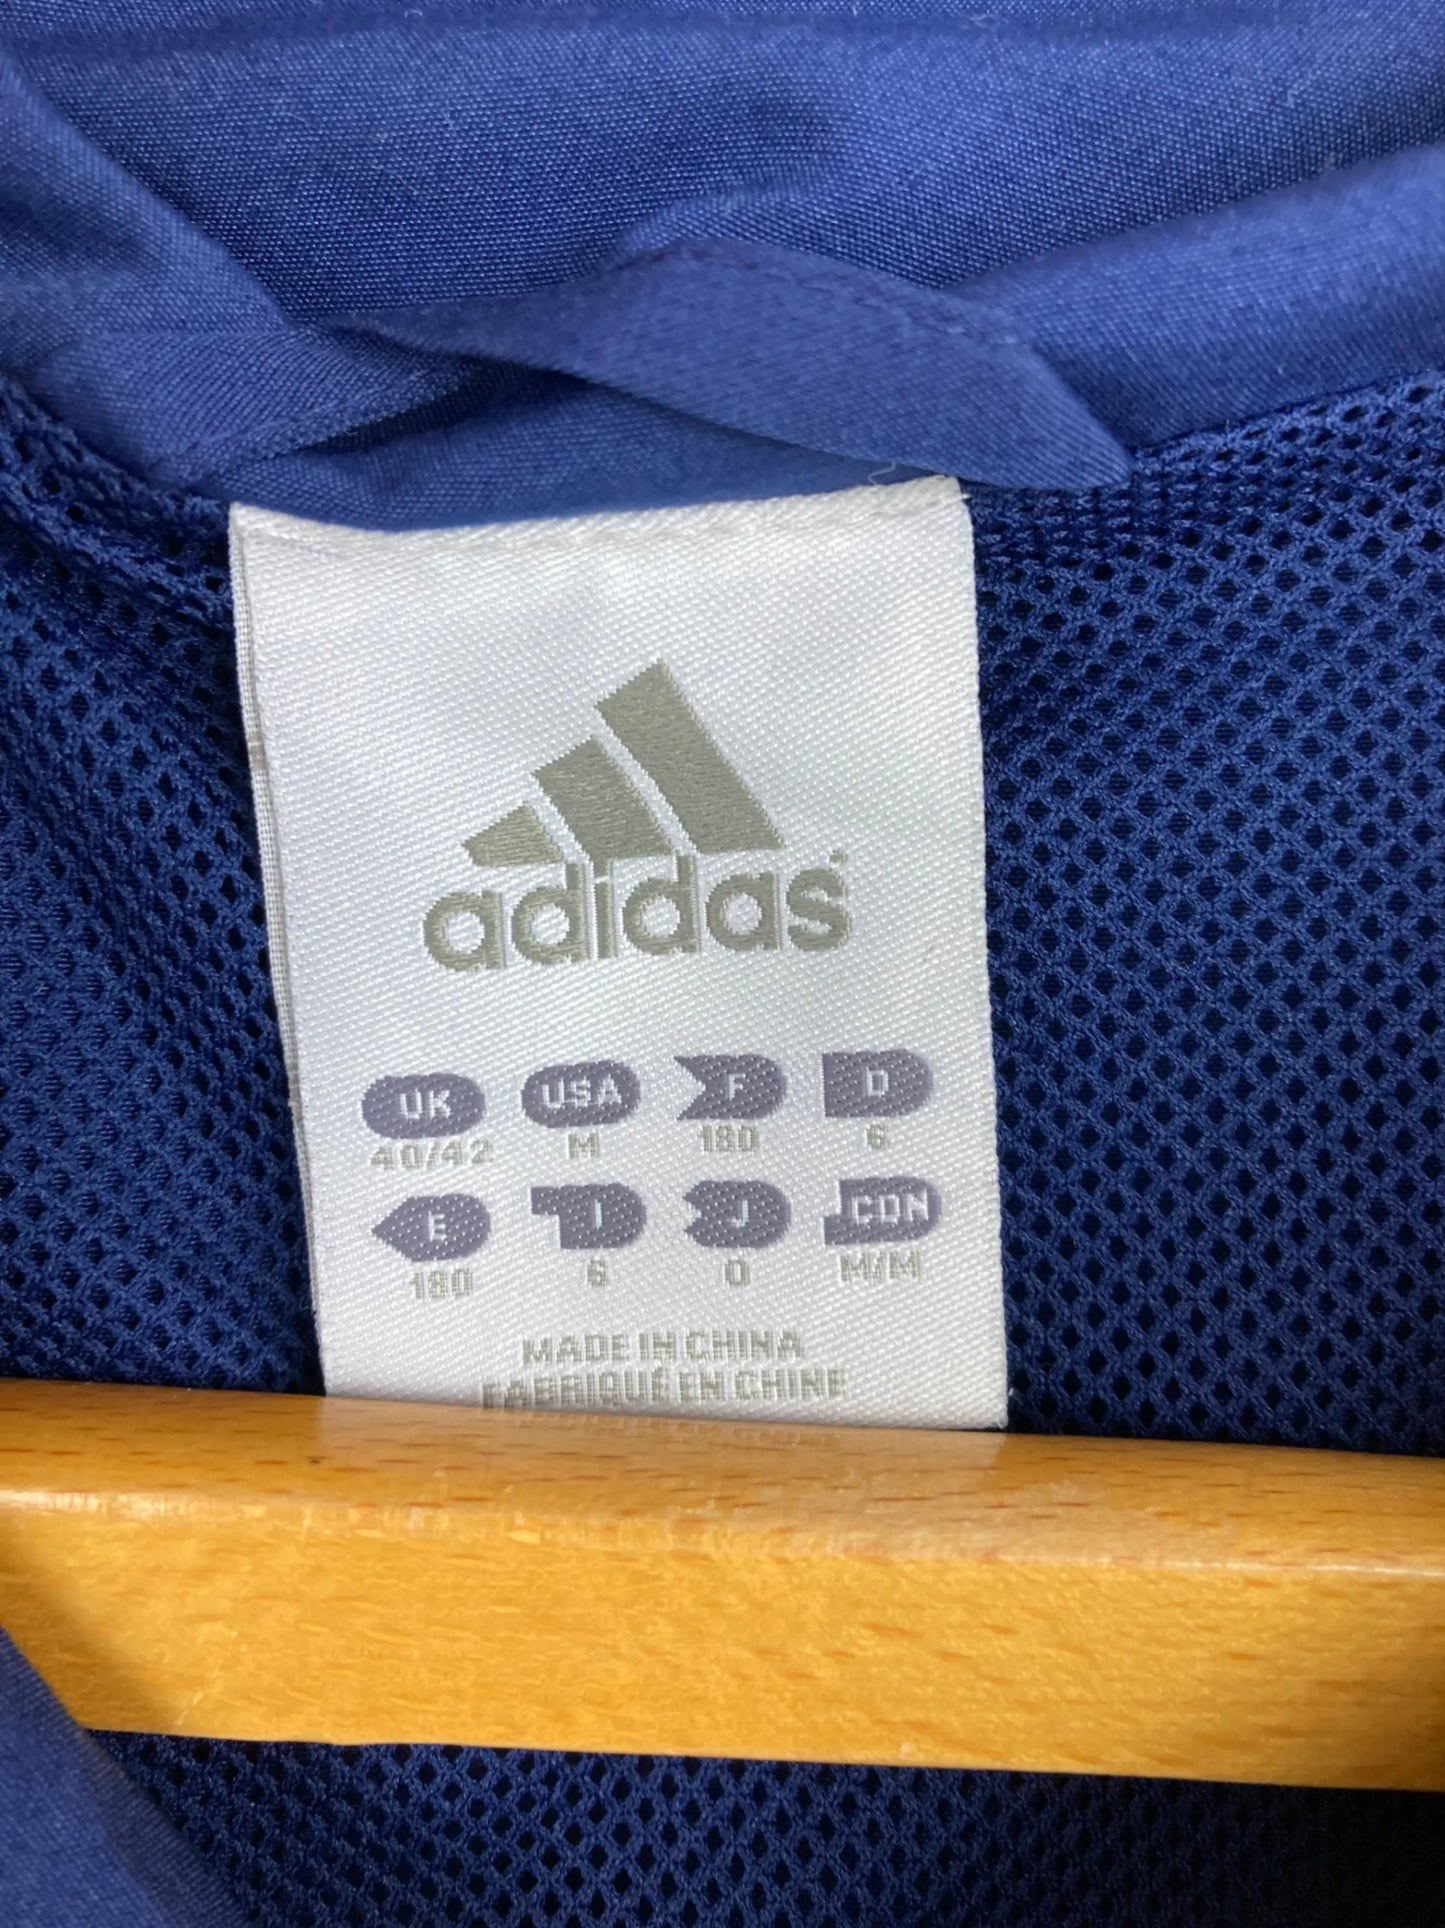 adidas
UK USA F D
40/42 M 180 6
E I J CDN
180 6 O M/M
MADE IN CHINA
FABRIQUÉ EN CHINE